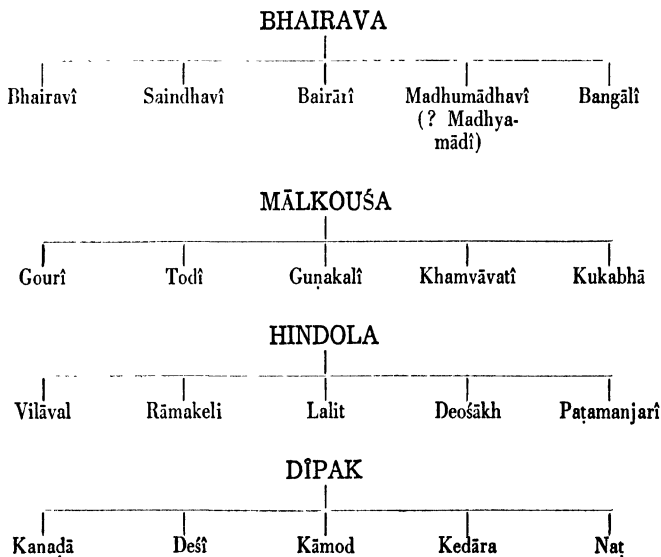 BHAIRAVA
Bhairavî Saindhavî Bairārî Madhumādhavî Bangālî
(? Madhya-
mādî)
MĀLKOUŚA
Gourî Todî Guṇakalî Khamvāvatî Kukabhā
HINDOLA
Vilāval Rāmakeli Lalit Deośākh Paṭamanjarî
DÎPAK
Kanaḍā Deśî Kāmod Kedāra Naṭ